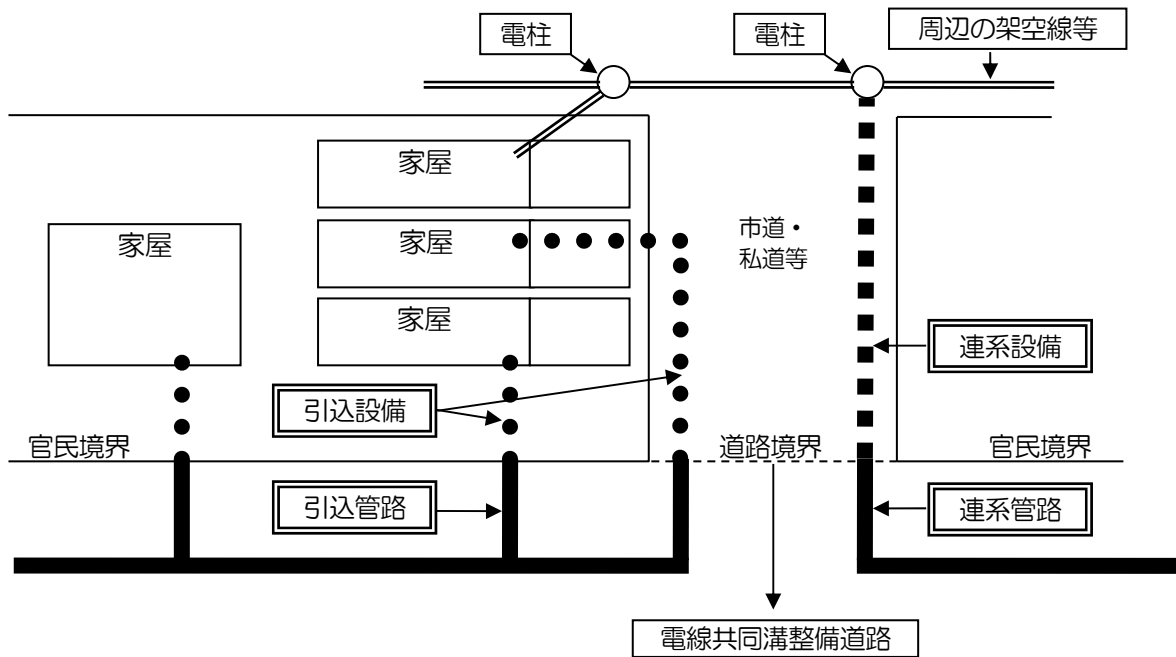 電柱
電柱
周辺の架空線等
家屋
家屋
家屋
市道・
私道等
家屋
連系設備
引込設備
官民境界
道路境界
官民境界
引込管路
連系管路
電線共同溝整備道路